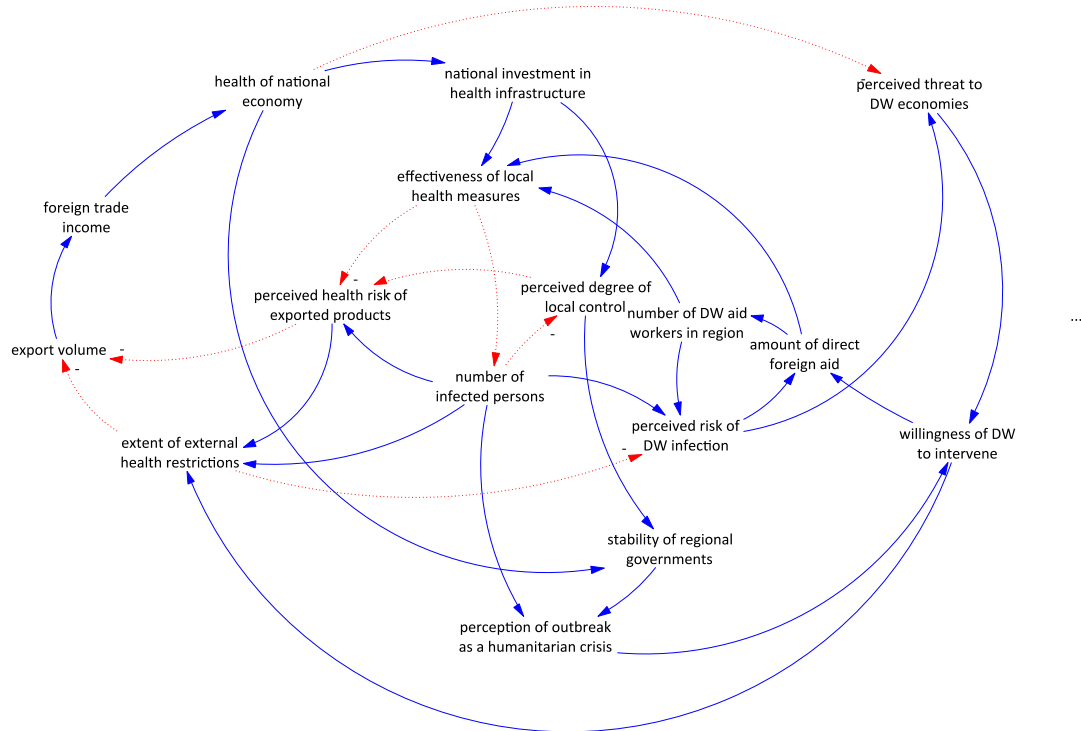 health of national
economy
national investment in
health infrastructure
-
perceived threat to
DW economies
effectiveness of local
health measures
foreign trade
income
-
-
perceived health risk of
exported products
perceived degree of
local control
-
number of DW aid
workers in region
...
export volume
-
-
amount of direct
foreign aid
number of
infected persons
perceived risk of
DW infection
-
willingness of DW
to intervene
extent of external
health restrictions
stability of regional
governments
perception of outbreak
as a humanitarian crisis